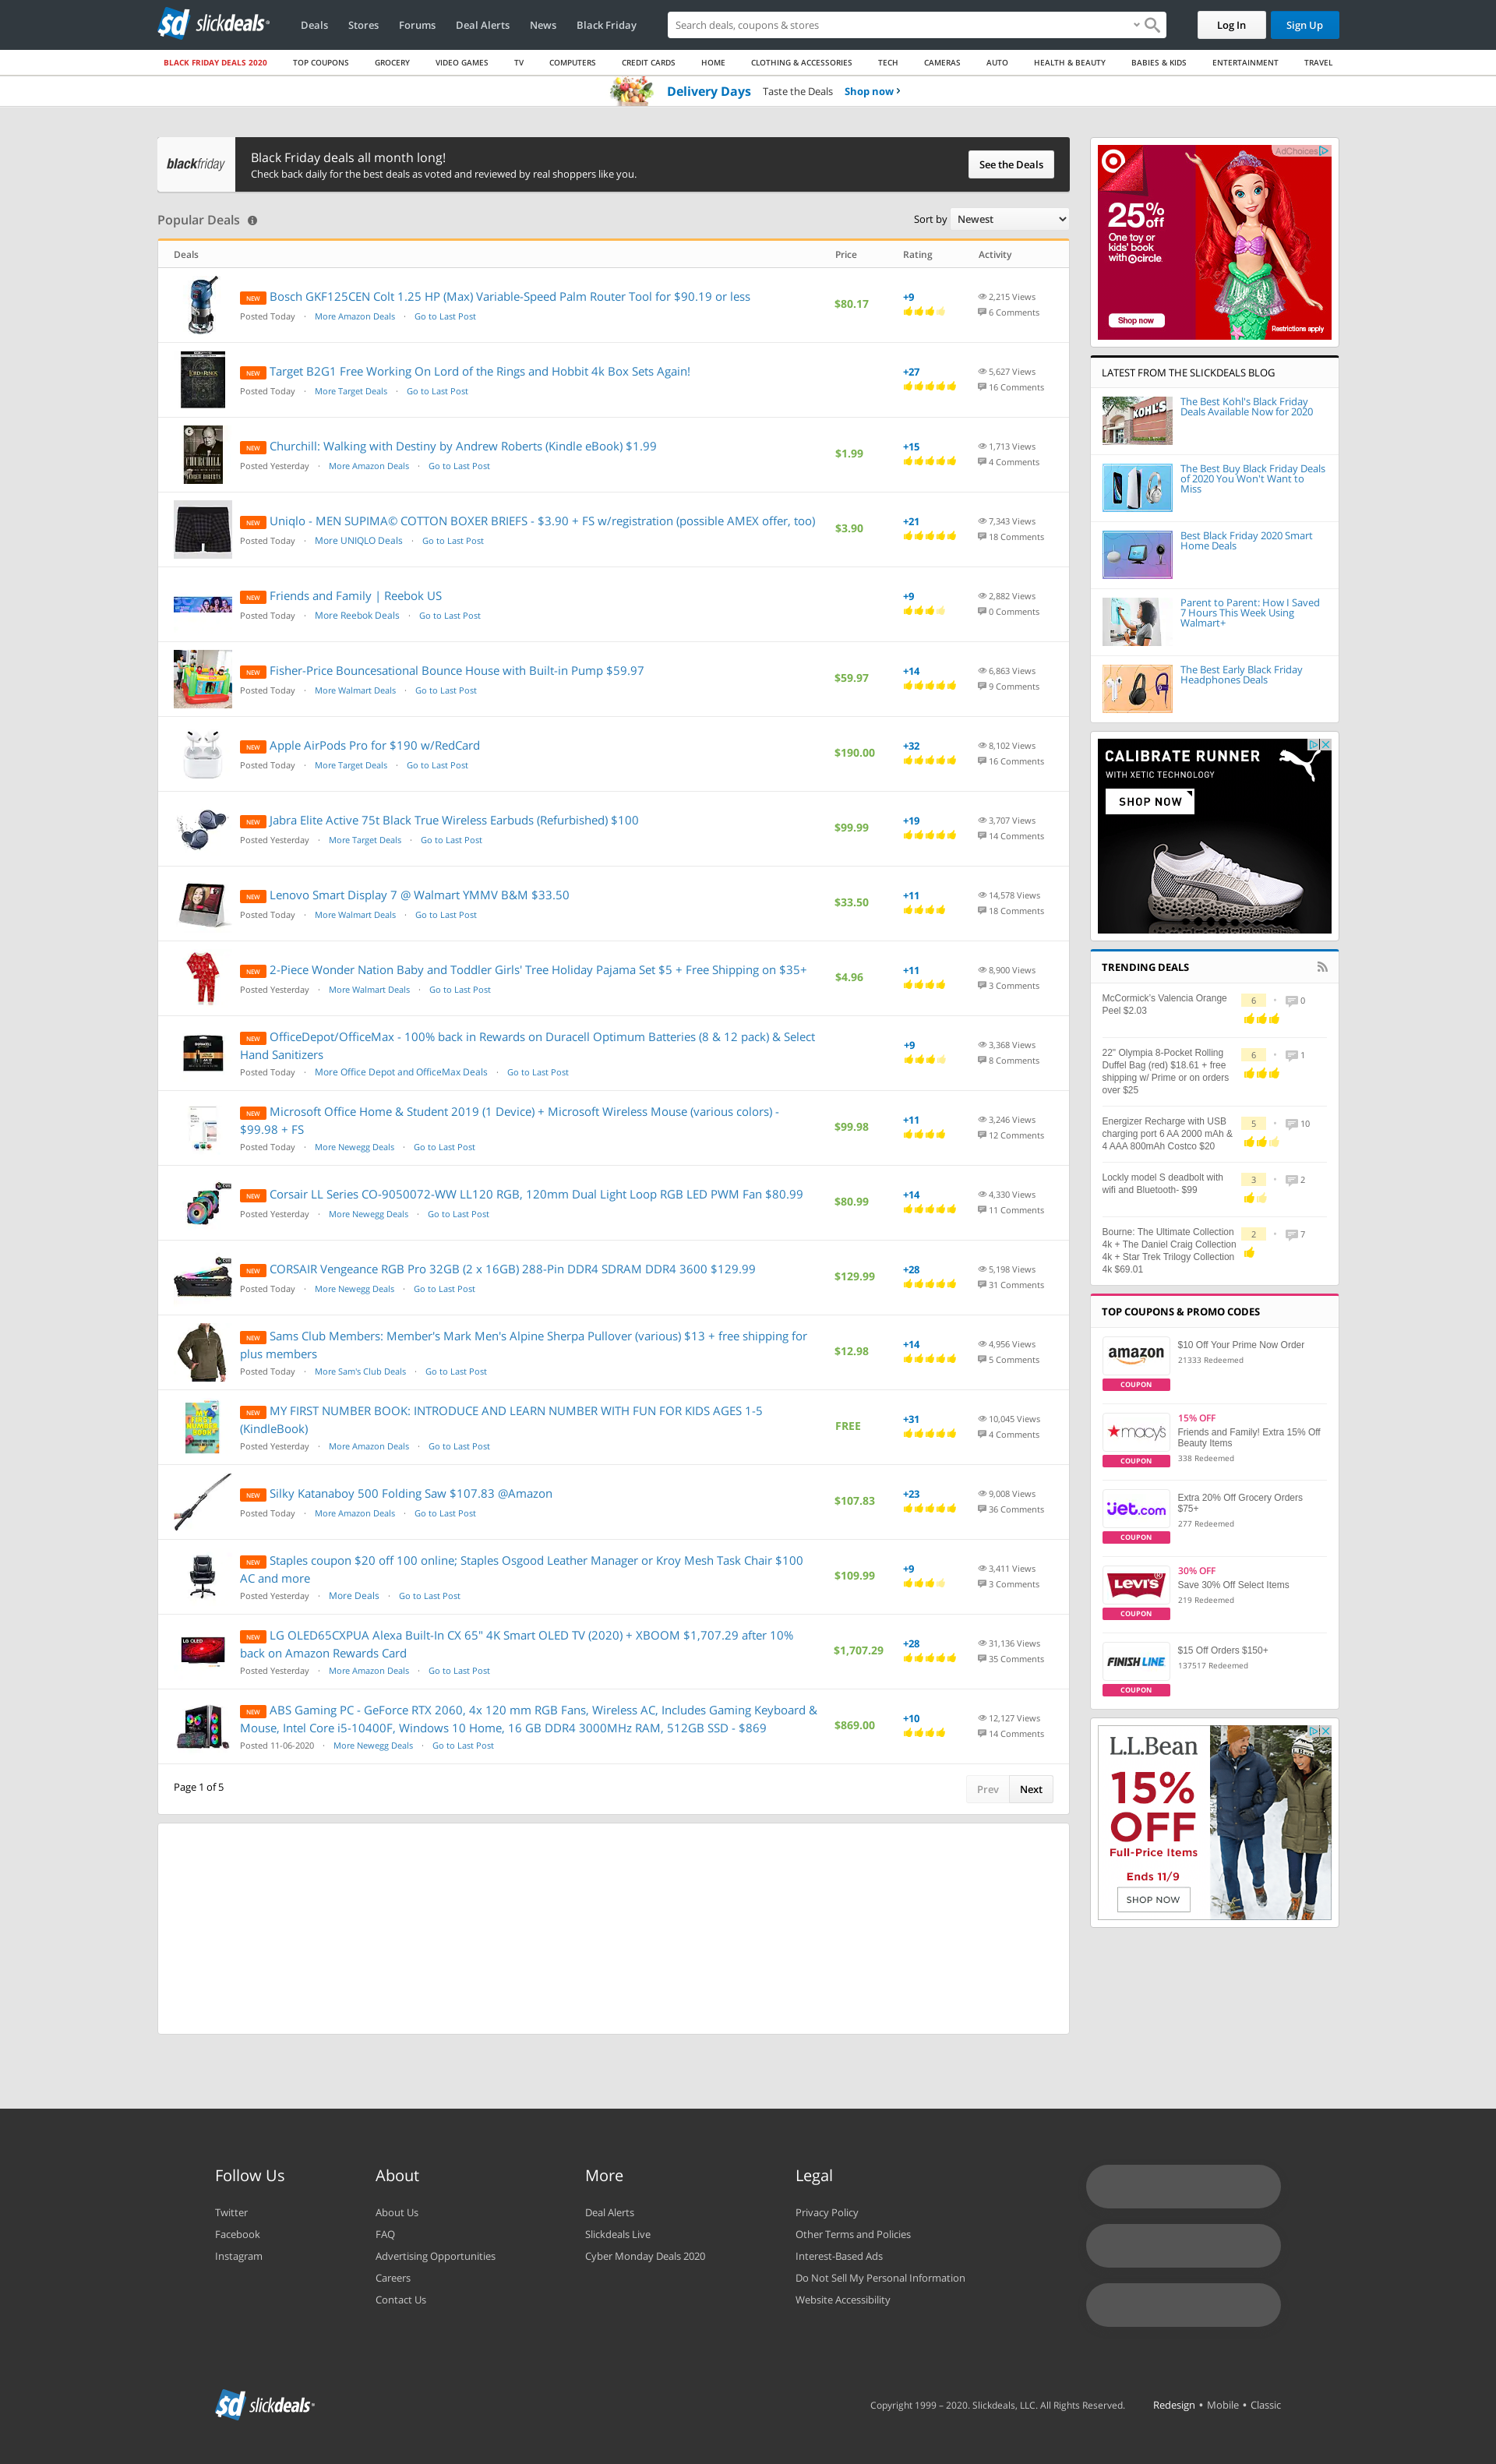 sd slickdeals
Deals Stores Forums Deal Alerts News Black Friday
Search deals, coupons & stores
Log In Sign Up
BLACK FRIDAY DEALS 2020 TOP COUPONS GROCERY VIDEO GAMES TV COMPUTERS CREDIT CARDS HOME CLOTHING & ACCESSORIES TECH CAMERAS AUTO HEALTH & BEAUTY BABIES & KIDS ENTERTAINMENT TRAVEL
Delivery Days Taste the Deals Shop now
blackfriday
Black Friday deals all month long!
Check back daily for the best deals as voted and reviewed by real shoppers like you.
See the Deals
Popular Deals
Sort by Newest
Deals Price Rating Activity
NEW Bosch GKF125CEN Colt 1.25 HP (Max) Variable-Speed Palm Router Tool for $90.19 or less
Posted Today · More Amazon Deals · Go to Last Post
$80.17
+9
2,215 Views
6 Comments
NEW Target B2G1 Free Working On Lord of the Rings and Hobbit 4k Box Sets Again!
Posted Today · More Target Deals · Go to Last Post
+27
5,627 Views
16 Comments
CHURCHILL
NEW Churchill: Walking with Destiny by Andrew Roberts (Kindle eBook) $1.99
Posted Yesterday · More Amazon Deals · Go to Last Post
$1.99
+15
1,713 Views
4 Comments
NEW Uniqlo - MEN SUPIMA© COTTON BOXER BRIEFS - $3.90 + FS w/registration (possible AMEX offer, too)
Posted Today · More UNIQLO Deals · Go to Last Post
$3.90
+21
7,343 Views
18 Comments
NEW Friends and Family | Reebok US
Posted Today · More Reebok Deals · Go to Last Post
+9
2,882 Views
0 Comments
NEW Fisher-Price Bouncesational Bounce House with Built-in Pump $59.97
Posted Today · More Walmart Deals · Go to Last Post
$59.97
+14
6,863 Views
9 Comments
NEW Apple AirPods Pro for $190 w/RedCard
Posted Today · More Target Deals · Go to Last Post
$190.00
+32
8,102 Views
16 Comments
NEW Jabra Elite Active 75t Black True Wireless Earbuds (Refurbished) $100
Posted Yesterday · More Target Deals · Go to Last Post
$99.99
+19
3,707 Views
14 Comments
NEW Lenovo Smart Display 7 @ Walmart YMMV B&M $33.50
Posted Today · More Walmart Deals · Go to Last Post
$33.50
+11
14,578 Views
18 Comments
NEW 2-Piece Wonder Nation Baby and Toddler Girls' Tree Holiday Pajama Set $5 + Free Shipping on $35+
Posted Yesterday · More Walmart Deals · Go to Last Post
$4.96
+11
8,900 Views
3 Comments
NEW OfficeDepot/OfficeMax - 100% back in Rewards on Duracell Optimum Batteries (8 & 12 pack) & Select
Hand Sanitizers
Posted Today · More Office Depot and OfficeMax Deals · Go to Last Post
+9
3,368 Views
8 Comments
NEW Microsoft Office Home & Student 2019 (1 Device) + Microsoft Wireless Mouse (various colors) -
$99.98 + FS
Posted Today · More Newegg Deals · Go to Last Post
$99.98
+11
3,246 Views
12 Comments
NEW Corsair LL Series CO-9050072-WW LL120 RGB, 120mm Dual Light Loop RGB LED PWM Fan $80.99
Posted Yesterday · More Newegg Deals · Go to Last Post
$80.99
+14
4,330 Views
11 Comments
NEW CORSAIR Vengeance RGB Pro 32GB (2 x 16GB) 288-Pin DDR4 SDRAM DDR4 3600 $129.99
Posted Today · More Newegg Deals · Go to Last Post
$129.99
+28
5,198 Views
31 Comments
NEW Sams Club Members: Member's Mark Men's Alpine Sherpa Pullover (various) $13 + free shipping for
plus members
Posted Today · More Sam's Club Deals · Go to Last Post
$12.98
+14
4,956 Views
5 Comments
MY FIRST NUMBER BOOK
NEW MY FIRST NUMBER BOOK: INTRODUCE AND LEARN NUMBER WITH FUN FOR KIDS AGES 1-5
(KindleBook)
Posted Yesterday · More Amazon Deals · Go to Last Post
FREE
+31
10,045 Views
4 Comments
NEW Silky Katanaboy 500 Folding Saw $107.83 @Amazon
Posted Today · More Amazon Deals · Go to Last Post
$107.83
+23
9,008 Views
36 Comments
NEW Staples coupon $20 off 100 online; Staples Osgood Leather Manager or Kroy Mesh Task Chair $100
AC and more
Posted Yesterday · More Deals · Go to Last Post
$109.99
+9
3,411 Views
3 Comments
LG OLED
NEW LG OLED65CXPUA Alexa Built-In CX 65" 4K Smart OLED TV (2020) + XBOOM $1,707.29 after 10%
back on Amazon Rewards Card
Posted Yesterday · More Amazon Deals · Go to Last Post
$1,707.29
+28
31,136 Views
35 Comments
NEW ABS Gaming PC - GeForce RTX 2060, 4x 120 mm RGB Fans, Wireless AC, Includes Gaming Keyboard &
Mouse, Intel Core i5-10400F, Windows 10 Home, 16 GB DDR4 3000MHz RAM, 512GB SSD - $869
Posted 11-06-2020 · More Newegg Deals · Go to Last Post
$869.00
+10
12,127 Views
14 Comments
Page 1 of 5
Prev Next
AdChoices
25% off
One toy or
kids' book
with circle.
Shop now
Restrictions apply
LATEST FROM THE SLICKDEALS BLOG
KOHL'S
The Best Kohl's Black Friday
Deals Available Now for 2020
The Best Buy Black Friday Deals
of 2020 You Won't Want to
Miss
Best Black Friday 2020 Smart
Home Deals
Parent to Parent: How I Saved
7 Hours This Week Using
Walmart+
The Best Early Black Friday
Headphones Deals
CALIBRATE RUNNER
WITH XETIC TECHNOLOGY
SHOP NOW
TRENDING DEALS
McCormick's Valencia Orange
Peel $2.03
6 • 0
22" Olympia 8-Pocket Rolling
Duffel Bag (red) $18.61 + free
shipping w/ Prime or on orders
over $25
6 • 1
Energizer Recharge with USB
charging port 6 AA 2000 mAh &
4 AAA 800mAh Costco $20
5 • 10
Lockly model S deadbolt with
wifi and Bluetooth- $99
3 • 2
Bourne: The Ultimate Collection
4k + The Daniel Craig Collection
4k + Star Trek Trilogy Collection
4k $69.01
2 • 7
TOP COUPONS & PROMO CODES
amazon
COUPON
$10 Off Your Prime Now Order
21333 Redeemed
macy's
COUPON
15% OFF
Friends and Family! Extra 15% Off
Beauty Items
338 Redeemed
jet.com
COUPON
Extra 20% Off Grocery Orders
$75+
277 Redeemed
LEVI'S
COUPON
30% OFF
Save 30% Off Select Items
219 Redeemed
FINISH LINE
COUPON
$15 Off Orders $150+
137517 Redeemed
L.L.Bean
15%
OFF
Full-Price Items
Ends 11/9
SHOP NOW
Follow Us
Twitter
Facebook
Instagram
About
About Us
FAQ
Advertising Opportunities
Careers
Contact Us
More
Deal Alerts
Slickdeals Live
Cyber Monday Deals 2020
Legal
Privacy Policy
Other Terms and Policies
Interest-Based Ads
Do Not Sell My Personal Information
Website Accessibility
sd slickdeals
Copyright 1999 – 2020. Slickdeals, LLC. All Rights Reserved.
Redesign • Mobile • Classic